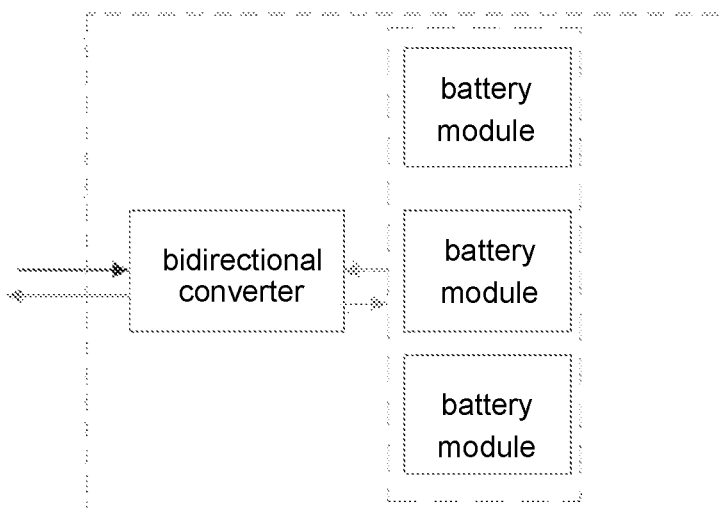 battery
module
bidirectional
converter
battery
module
battery
module